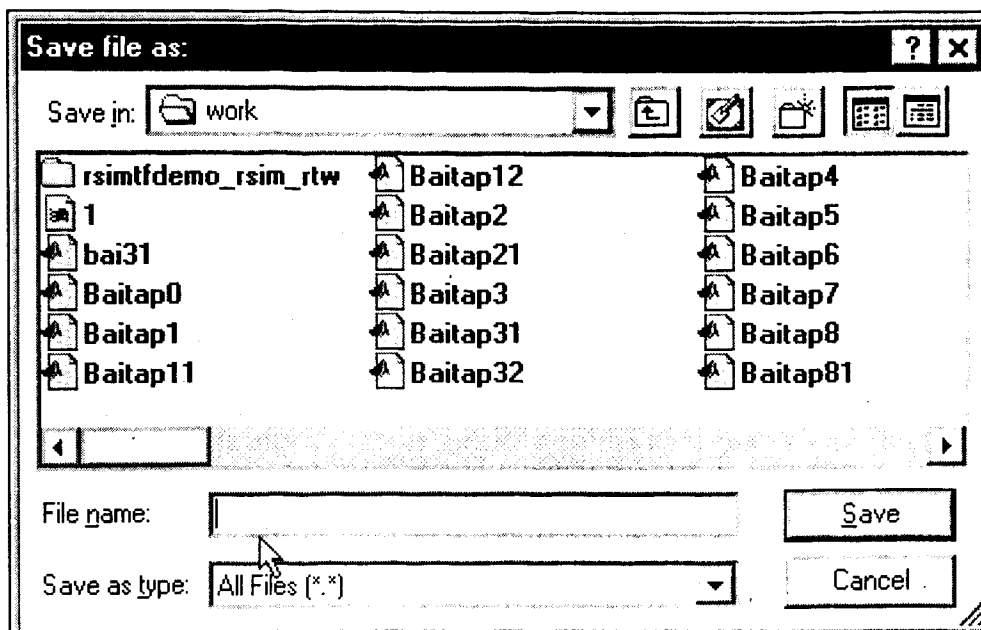 Save file as:
Save in: work
rsimtfdemo_rsim_rtw
1
bai31
Baitap0
Baitap1
Baitap11
Baitap12
Baitap2
Baitap21
Baitap3
Baitap31
Baitap32
Baitap4
Baitap5
Baitap6
Baitap7
Baitap8
Baitap81
File name:
Save
Save as type: All Files (*.*)
Cancel